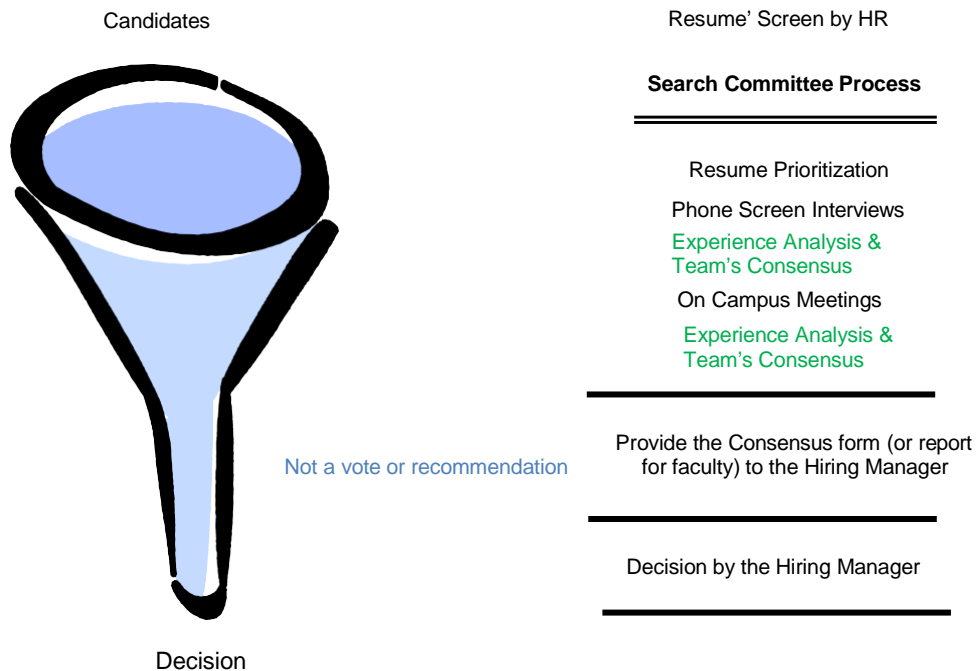 Candidates
Resume’ Screen by HR
Search Committee Process
Resume Prioritization
Phone Screen Interviews
Experience Analysis &
Team’s Consensus
On Campus Meetings
Experience Analysis &
Team’s Consensus
Not a vote or recommendation
Provide the Consensus form (or report
for faculty) to the Hiring Manager
Decision by the Hiring Manager
Decision